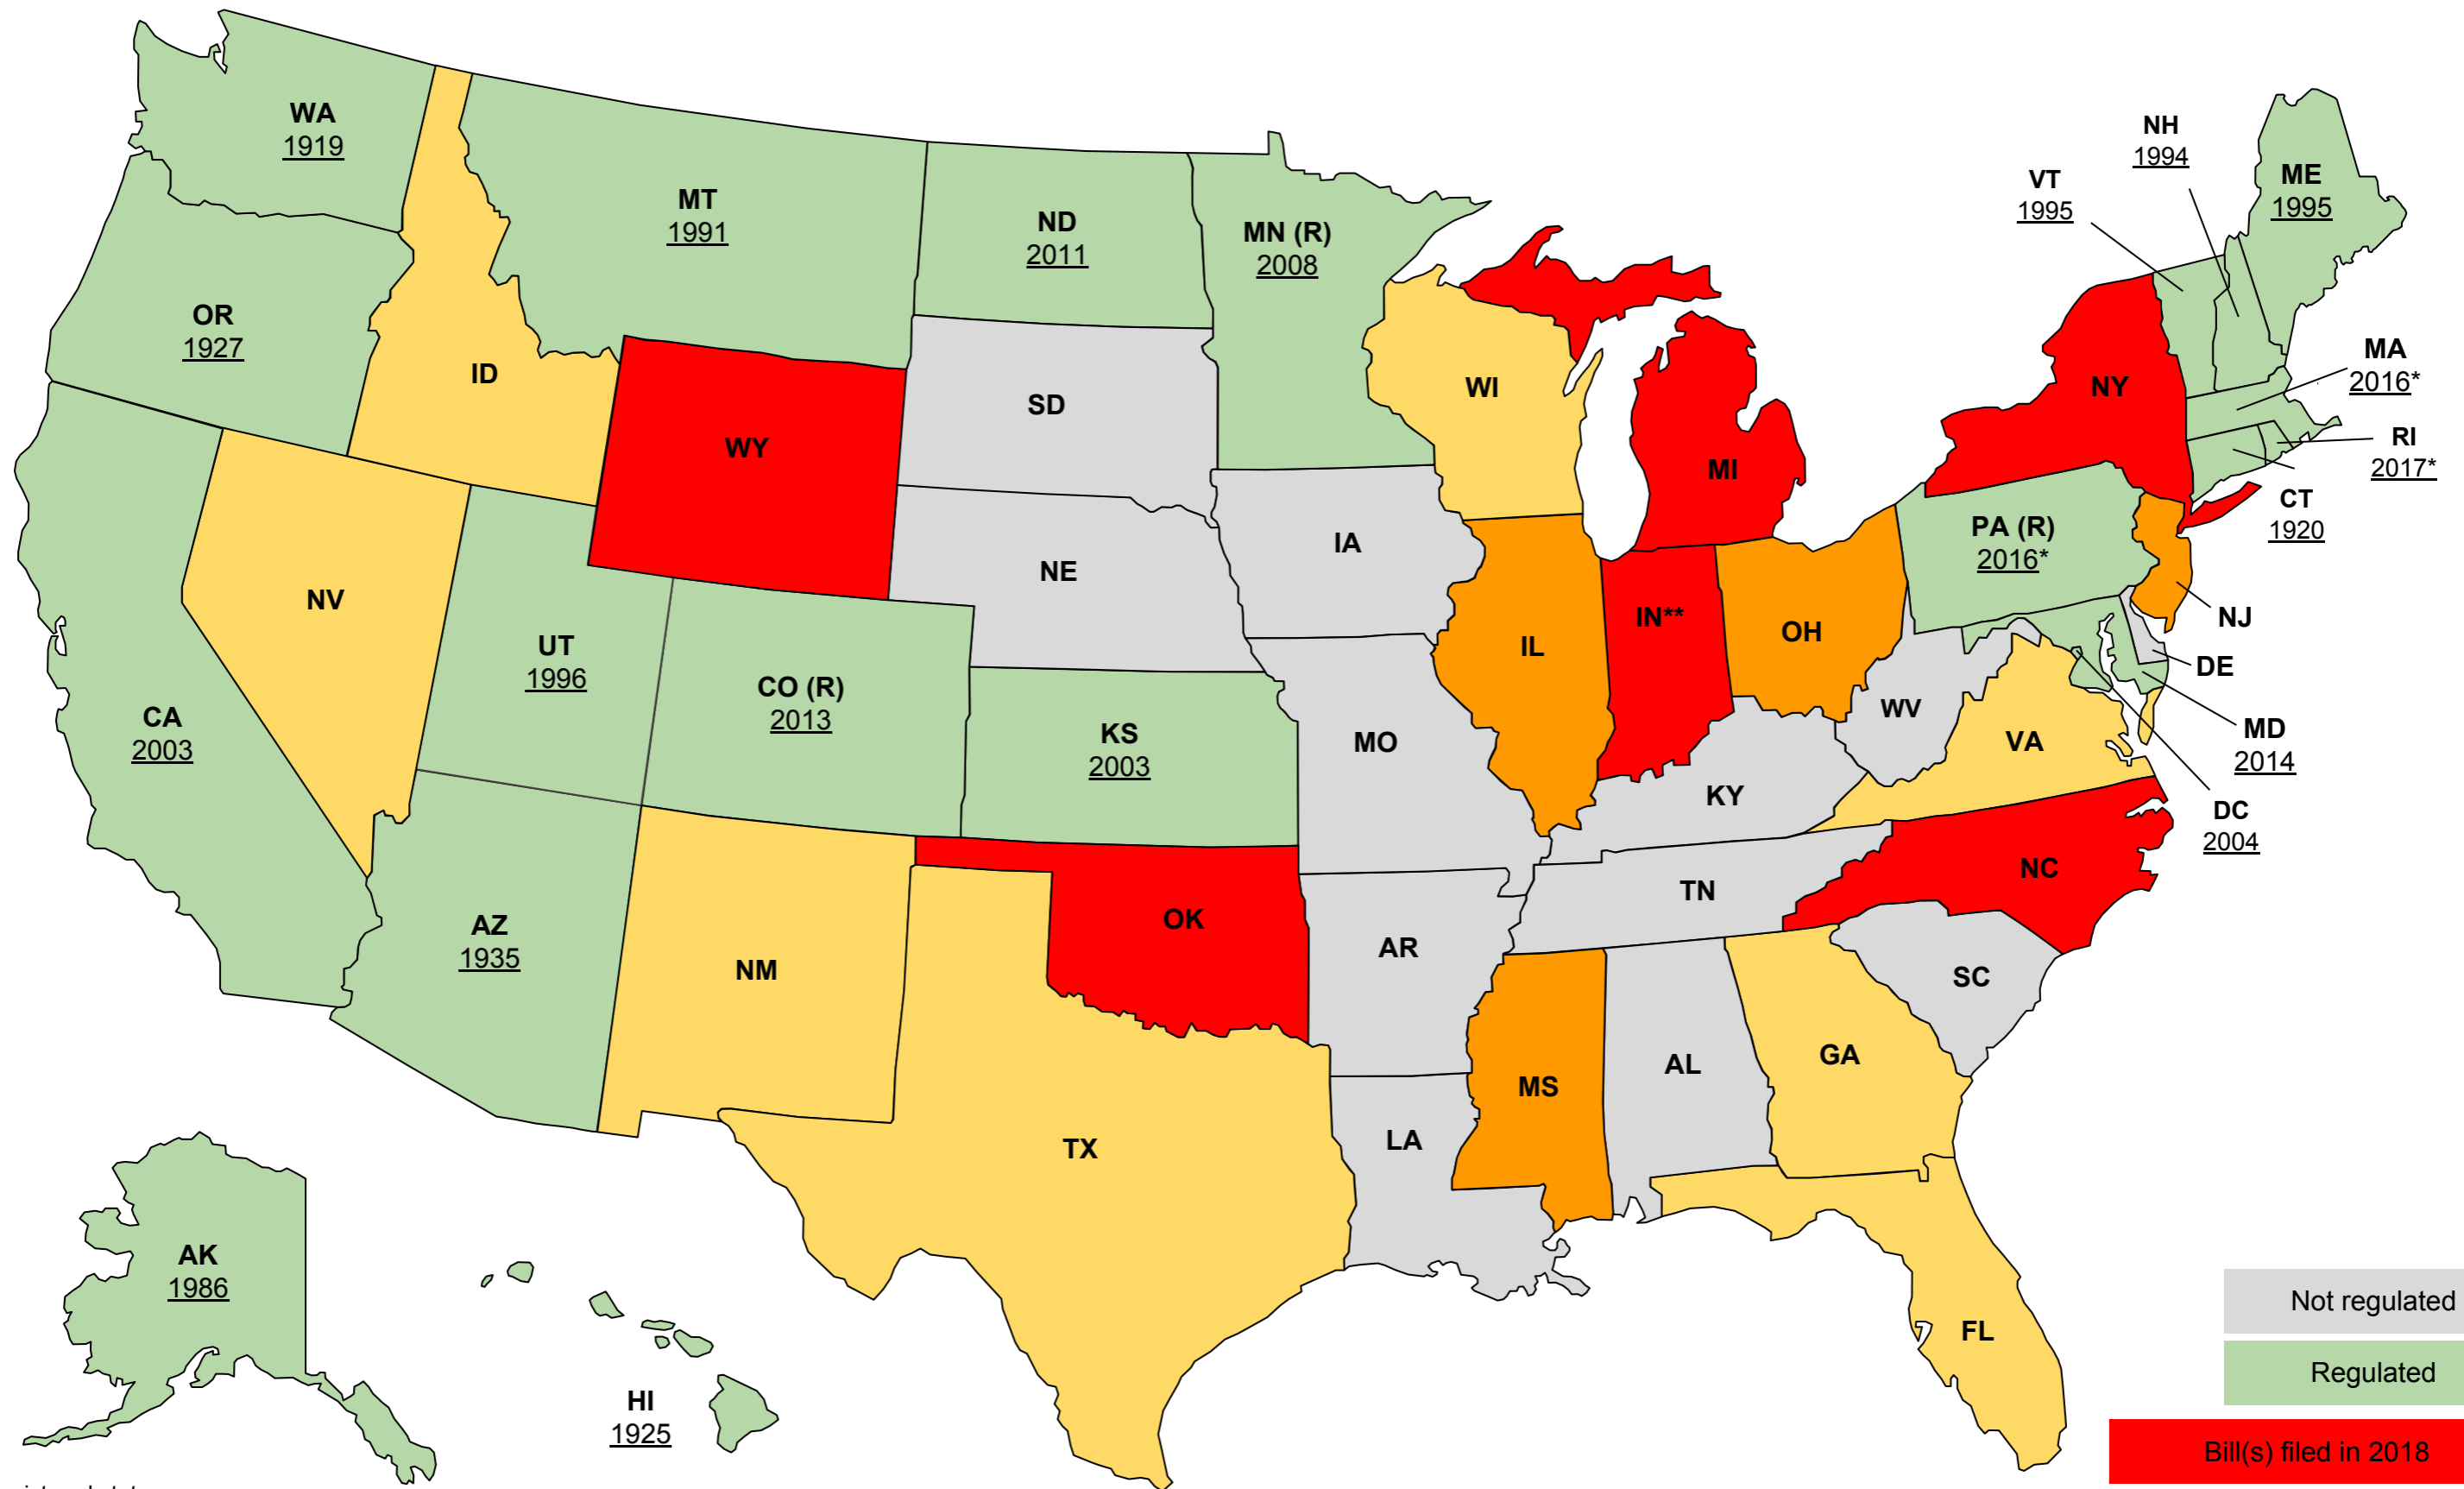 WA
1919
NH
1994
VT
1995
ME
1995
MT
1991
ND
2011
MN (R)
2008
OR
1927
ID
WI
SD
NY
MA
2016*
WY
MI
RI
2017*
CT
1920
PA (R)
2016*
IA
NE
NV
IN**
OH
NJ
IL
UT
1996
DE
CO (R)
2013
WV
CA
2003
KS
2003
MO
VA
MD
2014
KY
DC
2004
NC
TN
OK
AZ
1935
AR
NM
SC
GA
AL
MS
LA
TX
AK
1986
Not regulated
FL
Regulated
HI
1925
Bill(s) filed in 2018